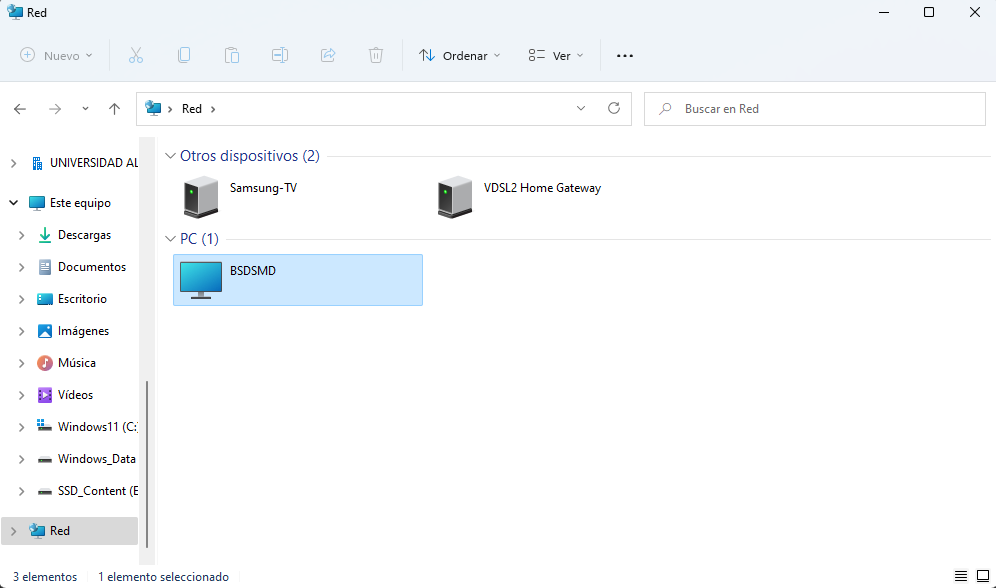 Red
Nuevo
Ordenar
Ver
Red
Buscar en Red
UNIVERSIDAD AL
Este equipo
Descargas
Documentos
Escritorio
Imágenes
Música
Vídeos
Windows11 (C:
Windows_Data
SSD_Content (E
Red
Otros dispositivos (2)
Samsung-TV
VDSL2 Home Gateway
PC (1)
BSDSMD
3 elementos
1 elemento seleccionado